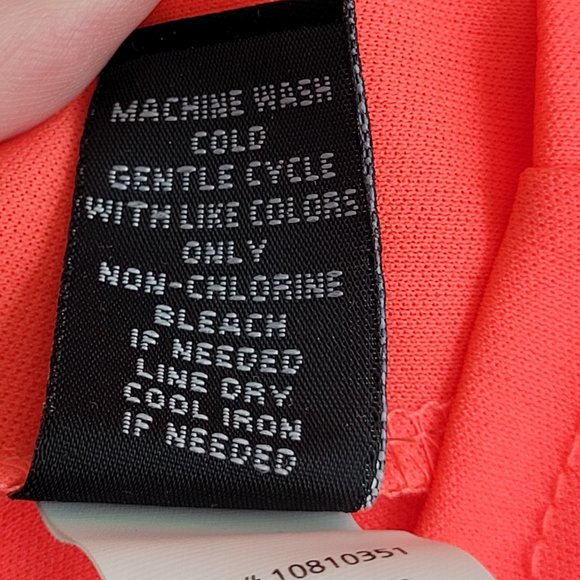 MACHINE WASH
COLD
GENTLE CYCLE
WITH LIKE COLORS
ONLY
NON-CHLORINE
BLEACH
IF NEEDED
LINE DRY
COOL IRON
IF NEEDED
# 10810351